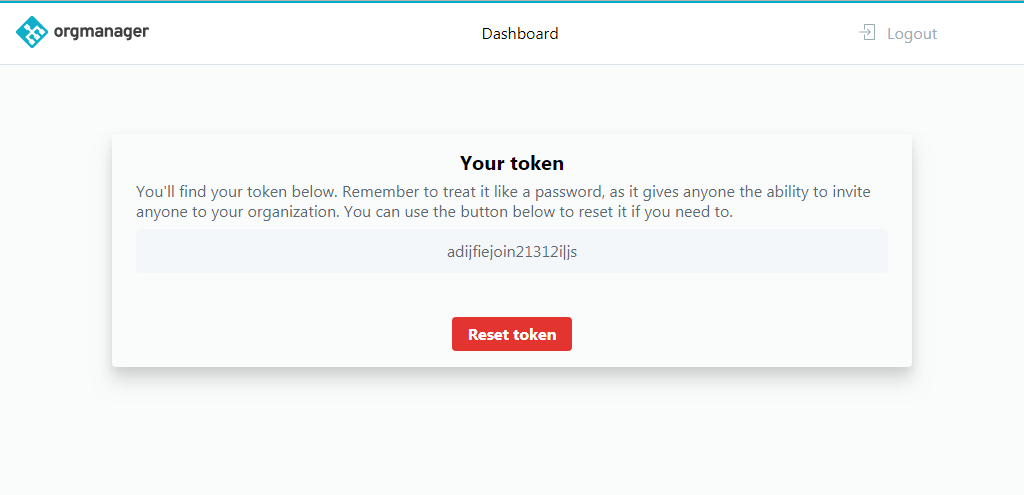 orgmanager
Dashboard
Logout
Your token
You'll find your token below. Remember to treat it like a password, as it gives anyone the ability to invite
anyone to your organization. You can use the button below to reset it if you need to.
adijfiejoin21312i|js
Reset token